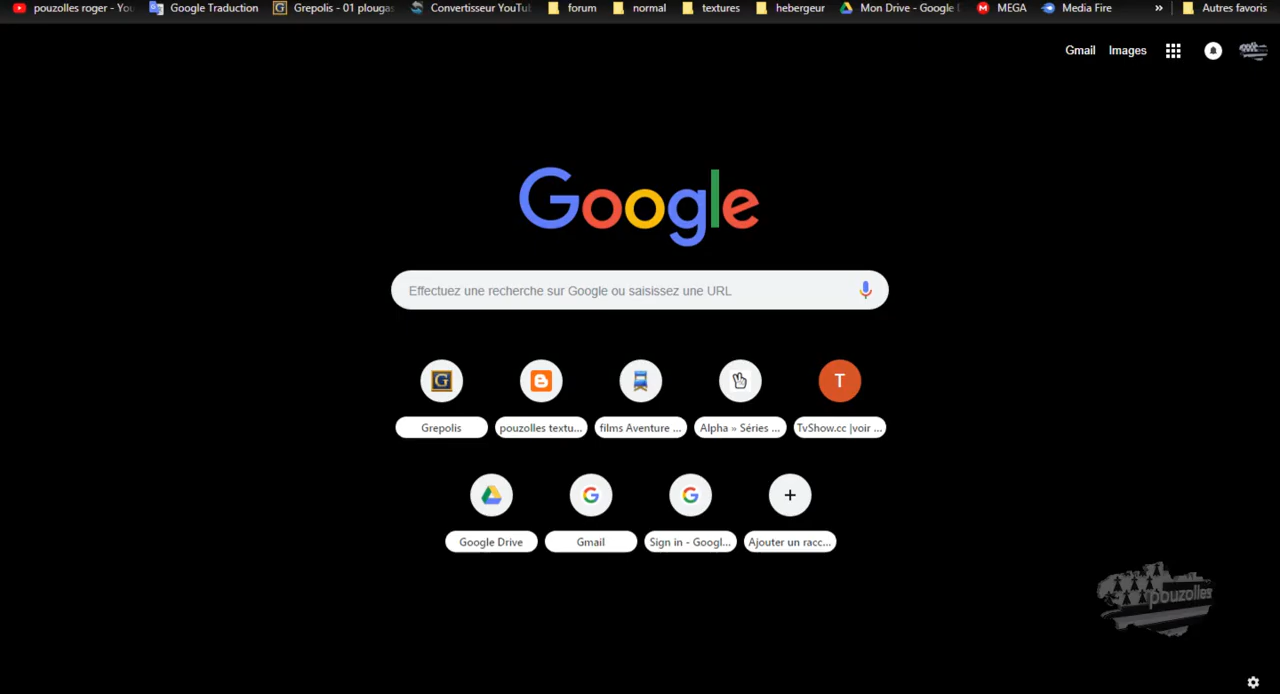 pouzolles roger - You Google Traduction Grepolis - 01 plougas Convertisseur YouTu forum normal textures hebergeur Mon Drive - Google D MEGA Media Fire » Autres favoris
Gmail Images
Google
Effectuez une recherche sur Google ou saisissez une URL
G T
Grepolis pouzolles textu... films Aventure ... Alpha » Séries ... TvShow.cc |voir ...
G G +
Google Drive Gmail Sign in - Googl... Ajouter un racc...
pouzolles